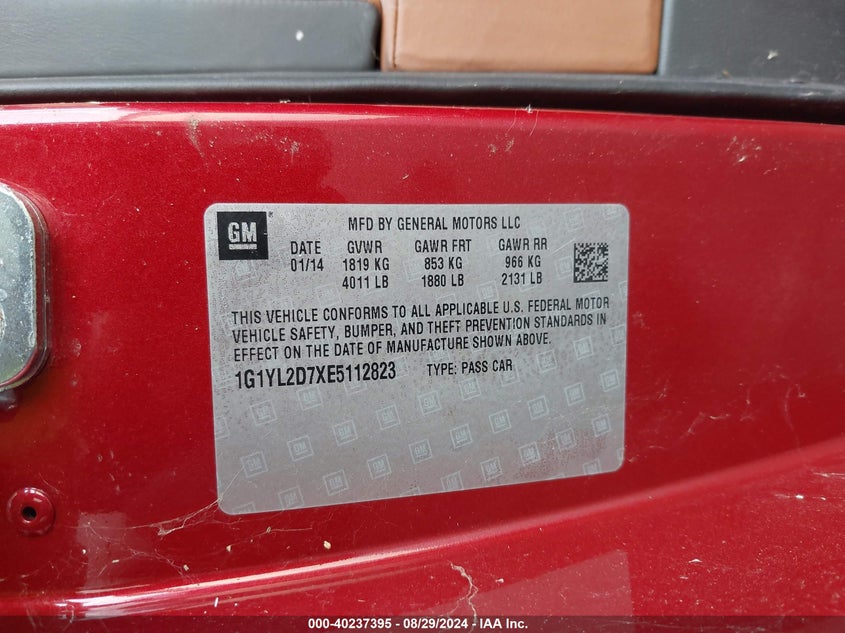 GM
MFD BY GENERAL MOTORS LLC
DATE GVWR GAWR FRT GAWR RR
01/14 1819 KG 853 KG 966 KG
4011 LB 1880 LB 2131 LB
THIS VEHICLE CONFORMS TO ALL APPLICABLE U.S. FEDERAL MOTOR
VEHICLE SAFETY, BUMPER, AND THEFT PREVENTION STANDARDS IN
EFFECT ON THE DATE OF MANUFACTURE SHOWN ABOVE.
1G1YL2D7XE5112823 TYPE: PASS CAR
000-40237395 - 08/29/2024 - IAA Inc.